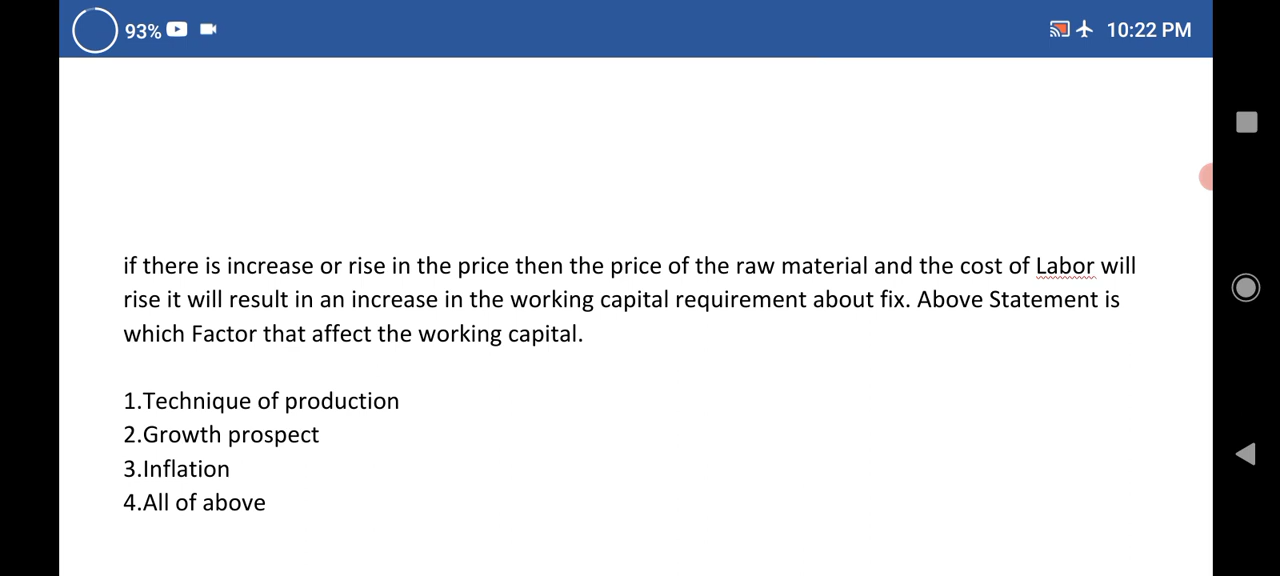 93%
10:22 PM
if there is increase or rise in the price then the price of the raw material and the cost of Labor will
rise it will result in an increase in the working capital requirement about fix. Above Statement is
which Factor that affect the working capital.
1.Technique of production
2.Growth prospect
3.Inflation
4.All of above